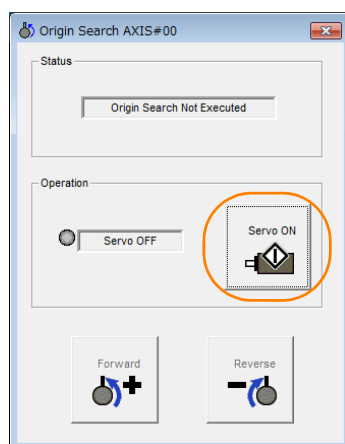 Origin Search AXIS#00
Status
Origin Search Not Executed
Operation
Servo OFF
Servo ON
Forward
Reverse